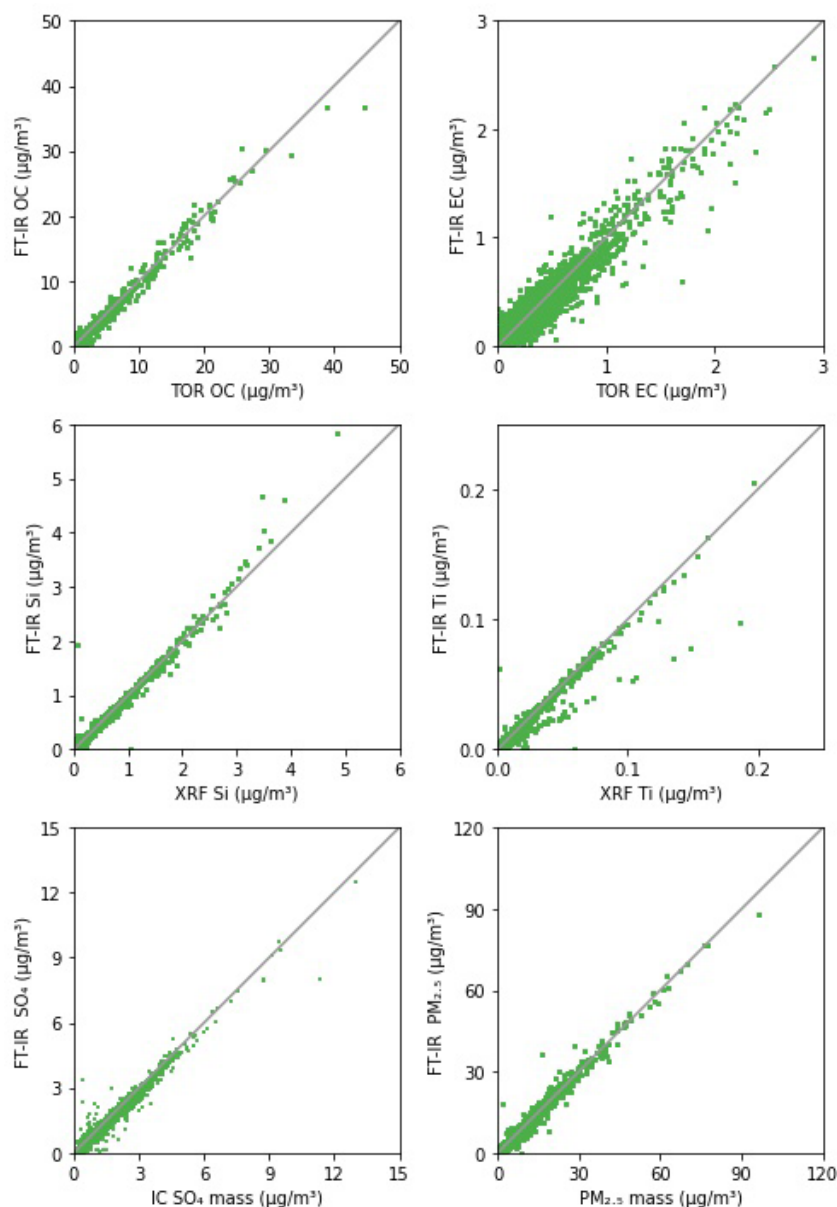 50
40
30
20
10
0
FT-IR OC (µg/m³)
0 10 20 30 40 50
TOR OC (µg/m³)
3
2
1
0
FT-IR EC (µg/m³)
0 1 2 3
TOR EC (µg/m³)
6
5
4
3
2
1
0
FT-IR Si (µg/m³)
0 1 2 3 4 5 6
XRF Si (µg/m³)
0.2
0.1
0.0
FT-IR Ti (µg/m³)
0.0 0.1 0.2
XRF Ti (µg/m³)
15
12
9
6
3
0
FT-IR SO₄ (µg/m³)
0 3 6 9 12 15
IC SO₄ mass (µg/m³)
120
90
60
30
0
FT-IR PM₂.₅ (µg/m³)
0 30 60 90 120
PM₂.₅ mass (µg/m³)